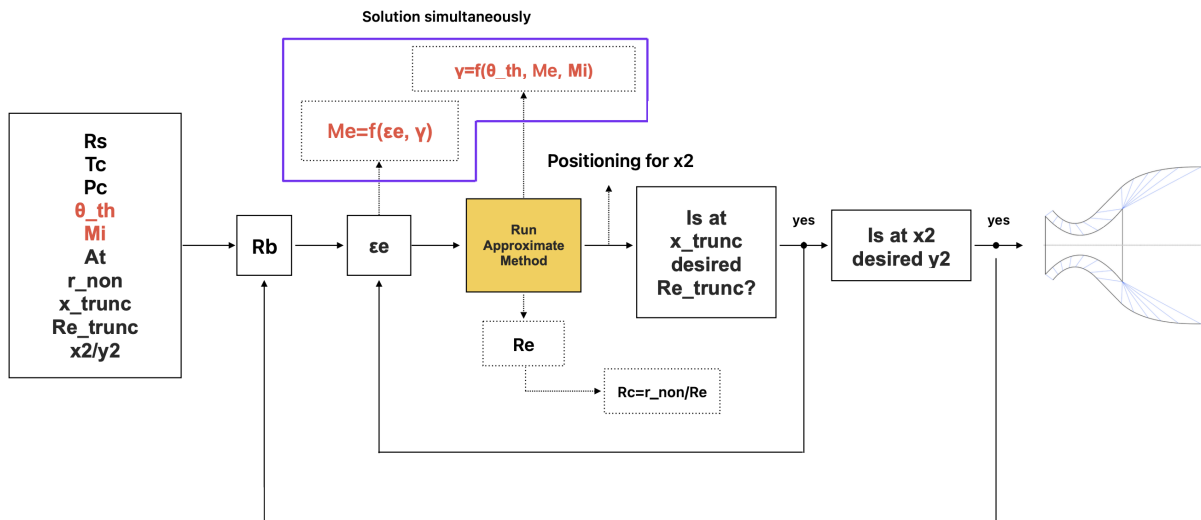 Solution simultaneously
γ=f(θ_th, Me, Mi)
Me=f(εe, γ)
Rs
Tc
Pc
θ_th
Mi
At
r_non
x_trunc
Re_trunc
x2/y2
Rb
εe
Run
Approximate
Method
Positioning for x2
Is at
x_trunc
desired
Re_trunc?
yes
Is at x2
desired y2
yes
Re
Rc=r_non/Re